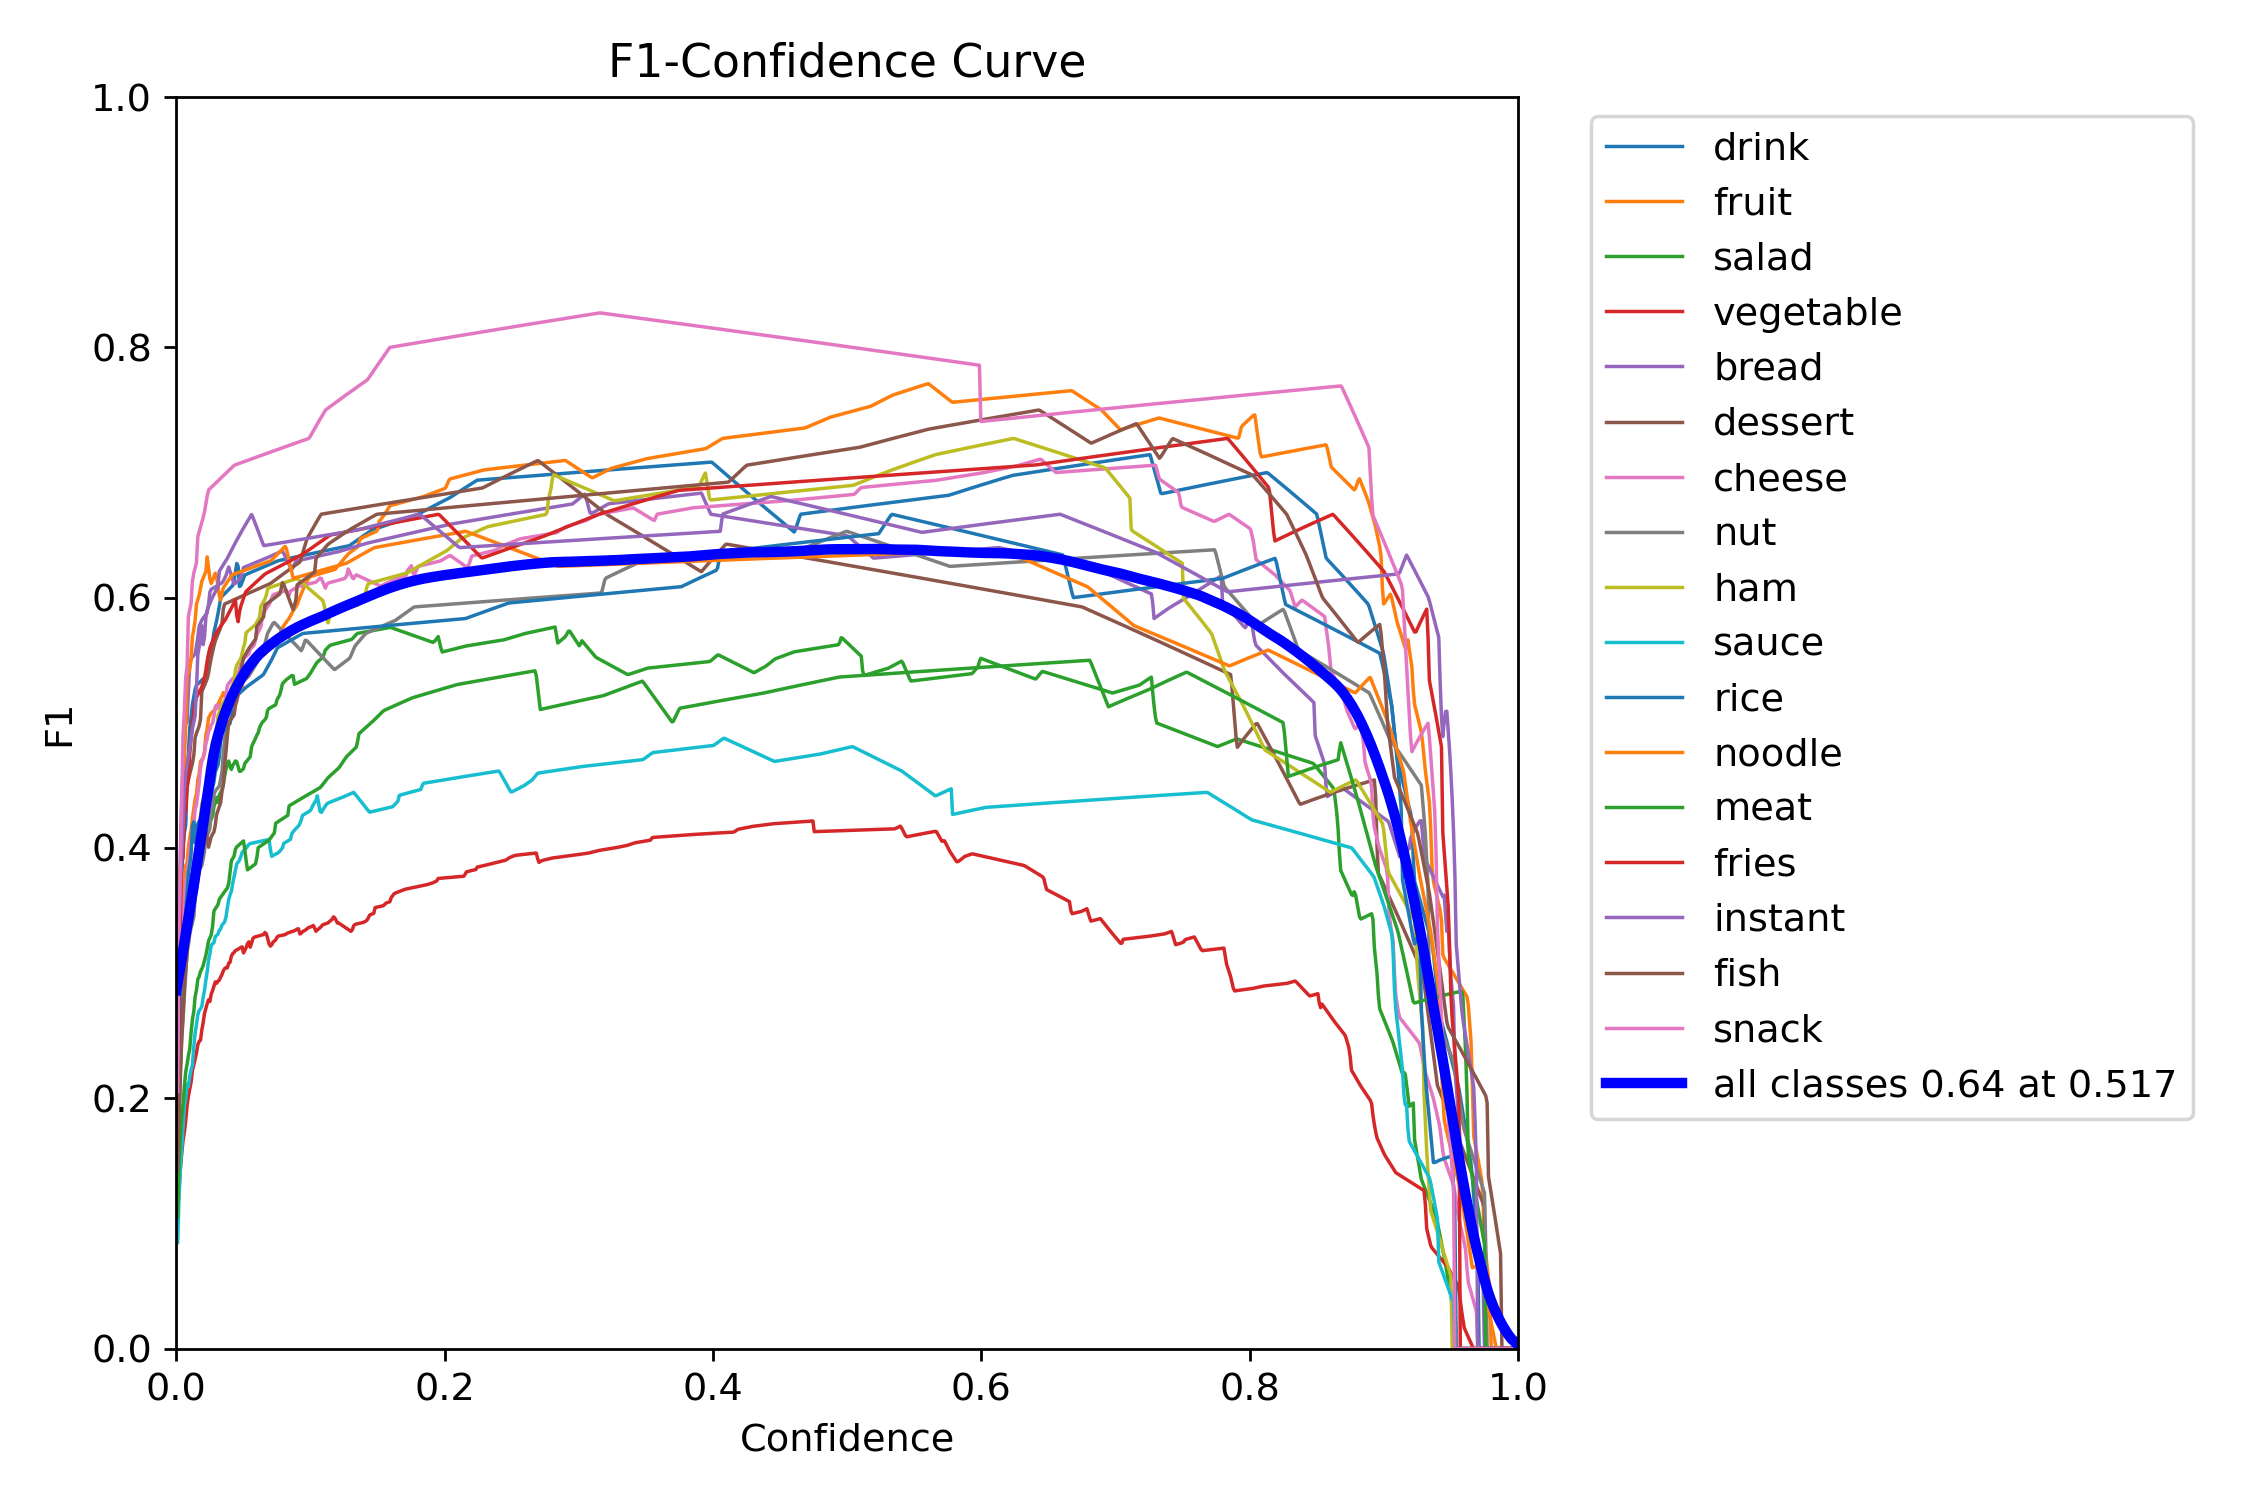 F1-Confidence Curve
1.0
0.8
0.6
0.4
0.2
0.0
F1
0.0 0.2 0.4 0.6 0.8 1.0
Confidence
drink
fruit
salad
vegetable
bread
dessert
cheese
nut
ham
sauce
rice
noodle
meat
fries
instant
fish
snack
all classes 0.64 at 0.517